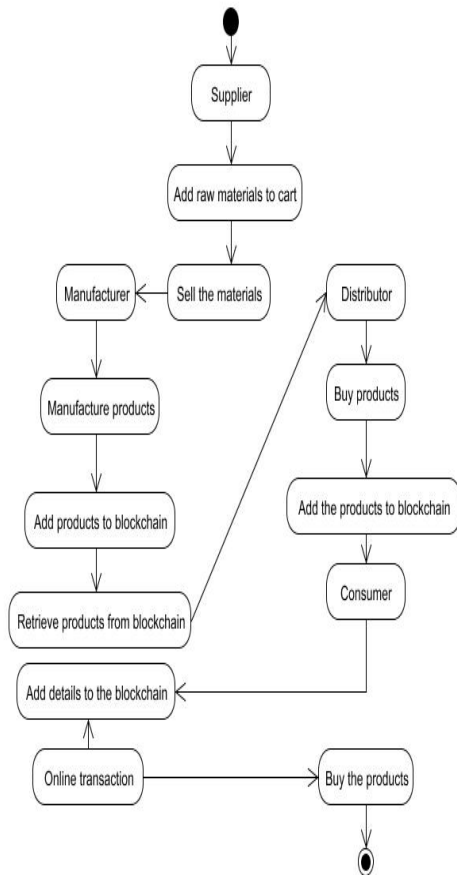 Supplier
Add raw materials to cart
Manufacturer
Sell the materials
Distributor
Manufacture products
Buy products
Add products to blockchain
Add the products to blockchain
Retrieve products from blockchain
Consumer
Add details to the blockchain
Online transaction
Buy the products